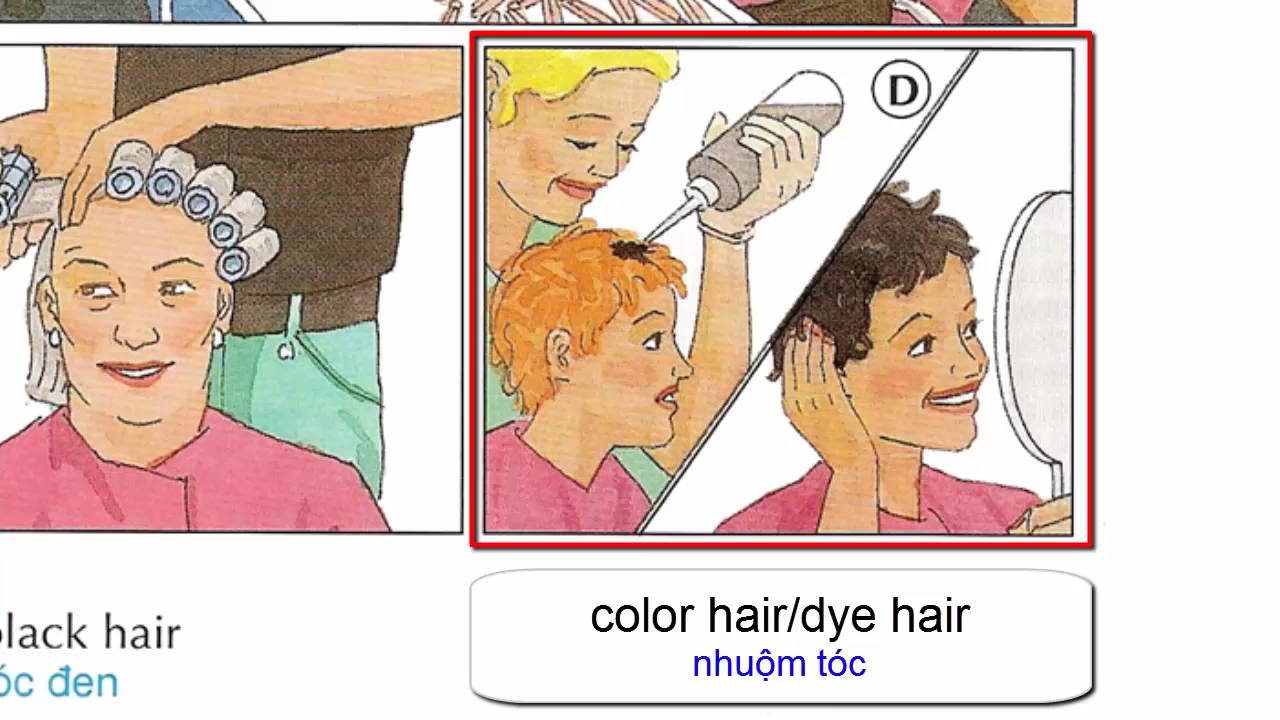 D
color hair/dye hair
nhuộm tóc
lack hair
óc đen